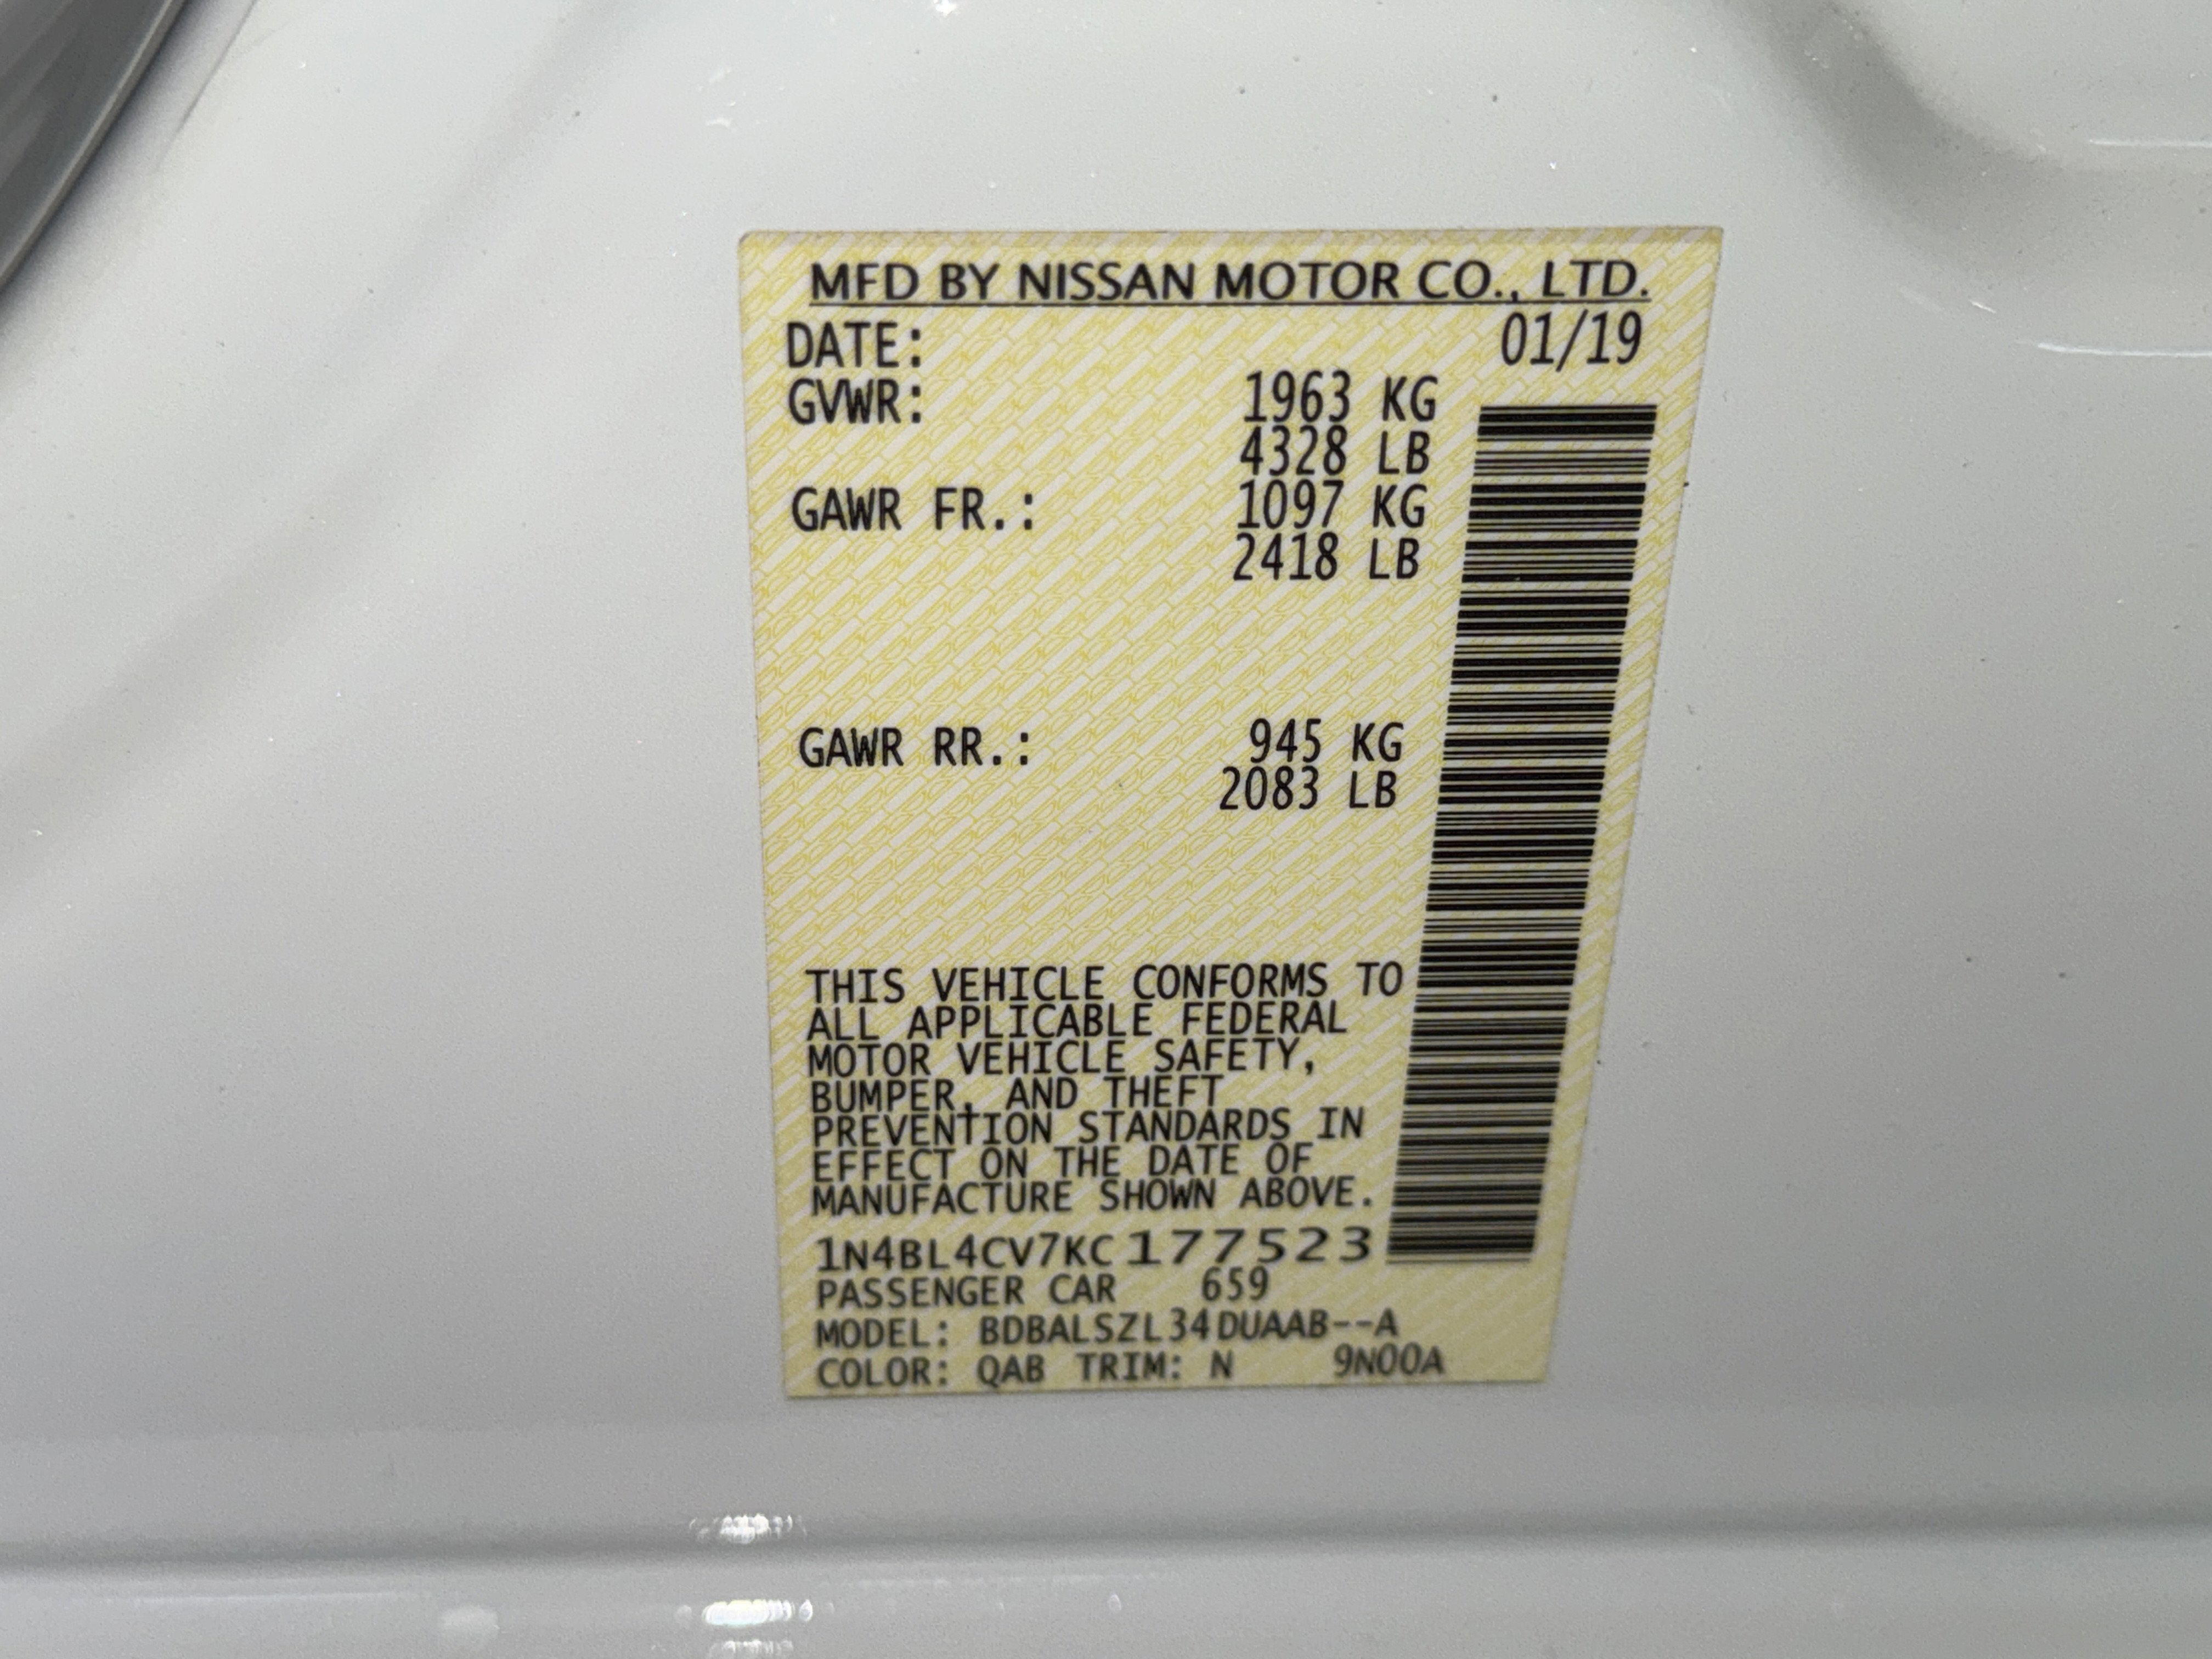 MFD BY NISSAN MOTOR CO., LTD.
DATE: 01/19
GVWR: 1963 KG
4328 LB
GAWR FR.: 1097 KG
2418 LB
GAWR RR.: 945 KG
2083 LB
THIS VEHICLE CONFORMS TO
ALL APPLICABLE FEDERAL
MOTOR VEHICLE SAFETY,
BUMPER, AND THEFT
PREVENTION STANDARDS IN
EFFECT ON THE DATE OF
MANUFACTURE SHOWN ABOVE.
1N4BL4CV7KC177523
PASSENGER CAR 659
MODEL: BDBALSZL34DUAAB--A
COLOR: QAB TRIM: N 9N00A